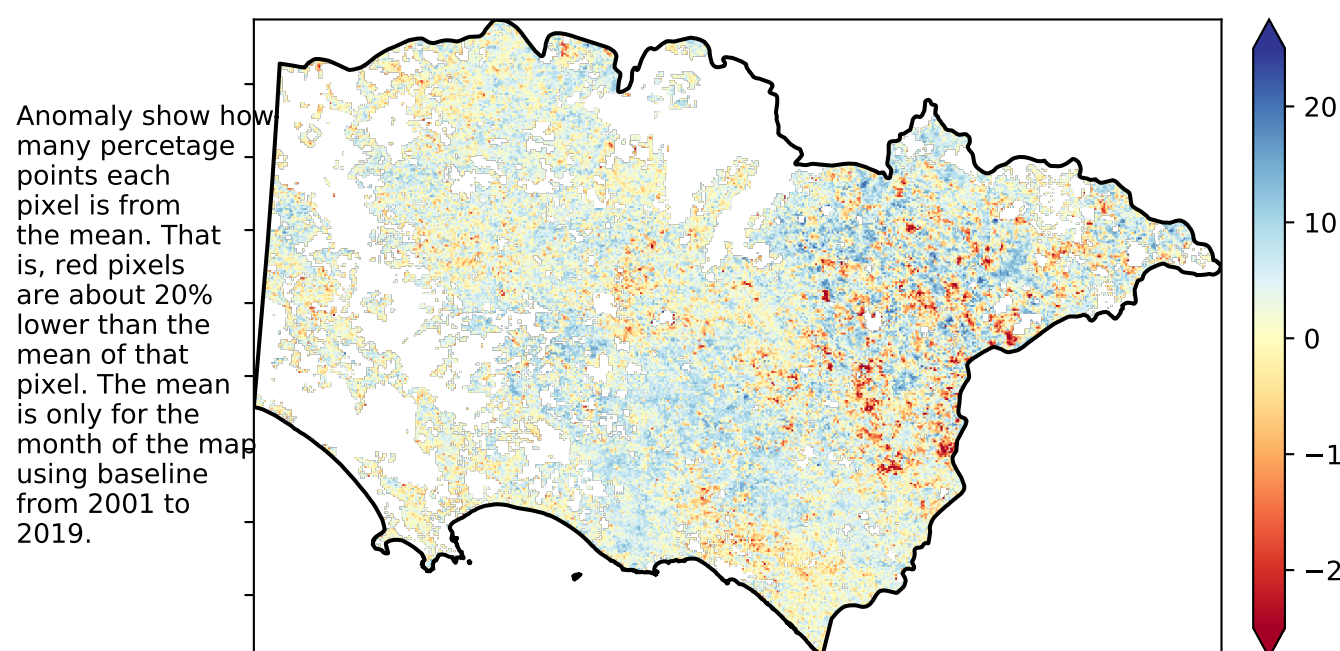 Anomaly show how
many percetage
points each
pixel is from
the mean. That
is, red pixels
are about 20%
lower than the
mean of that
pixel. The mean
is only for the
month of the map
using baseline
from 2001 to
2019.
20
10
0
−1
−2